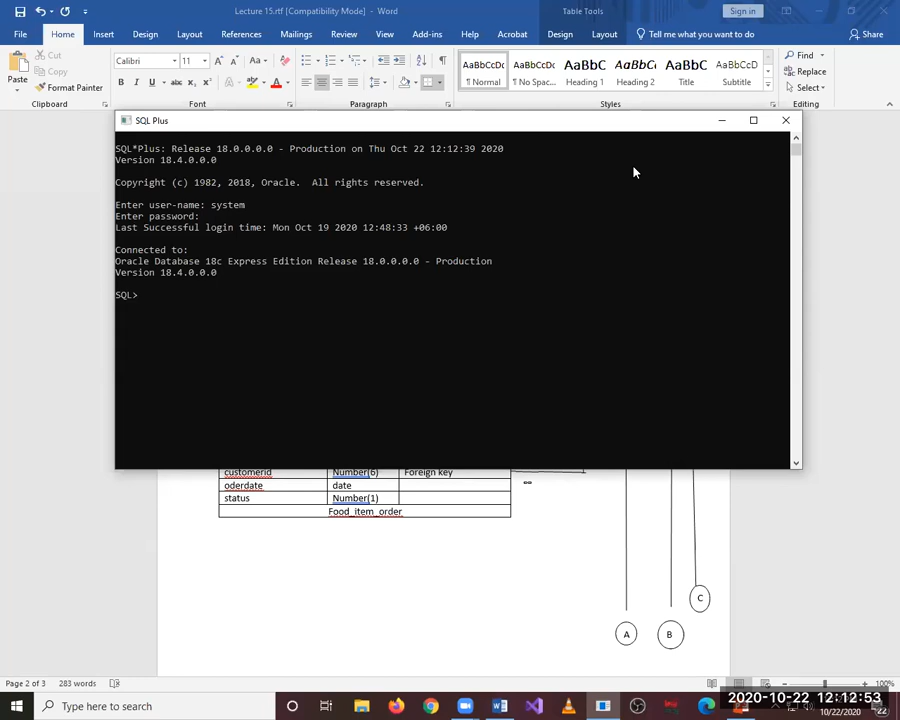 Lecture 15.rtf [Compatibility Mode] - Word
Table Tools
Sign in
File Home Insert Design Layout References Mailings Review View Add-ins Help Acrobat Design Layout Tell me what you want to do Share
Cut
Copy
Format Painter
Paste
Calibri 11
Aa
B I U abc X₂ X²
AaBbCcDc AaBbCcDc AaBbC AaBbCc AaBbC AaBbCcD
¶ Normal ¶ No Spac... Heading 1 Heading 2 Title Subtitle
Find
Replace
Select
Clipboard Font Paragraph Styles Editing
SQL Plus
SQL*Plus: Release 18.0.0.0.0 - Production on Thu Oct 22 12:12:39 2020
Version 18.4.0.0.0
Copyright (c) 1982, 2018, Oracle.  All rights reserved.
Enter user-name: system
Enter password:
Last Successful login time: Mon Oct 19 2020 12:48:33 +06:00
Connected to:
Oracle Database 18c Express Edition Release 18.0.0.0.0 - Production
Version 18.4.0.0.0
SQL>
customerid Number(6) Foreign key
oderdate date
status Number(1)
Food_item_order
C
A
B
Page 2 of 3 283 words 100%
Type here to search
2020-10-22 12:12:53
10/22/2020